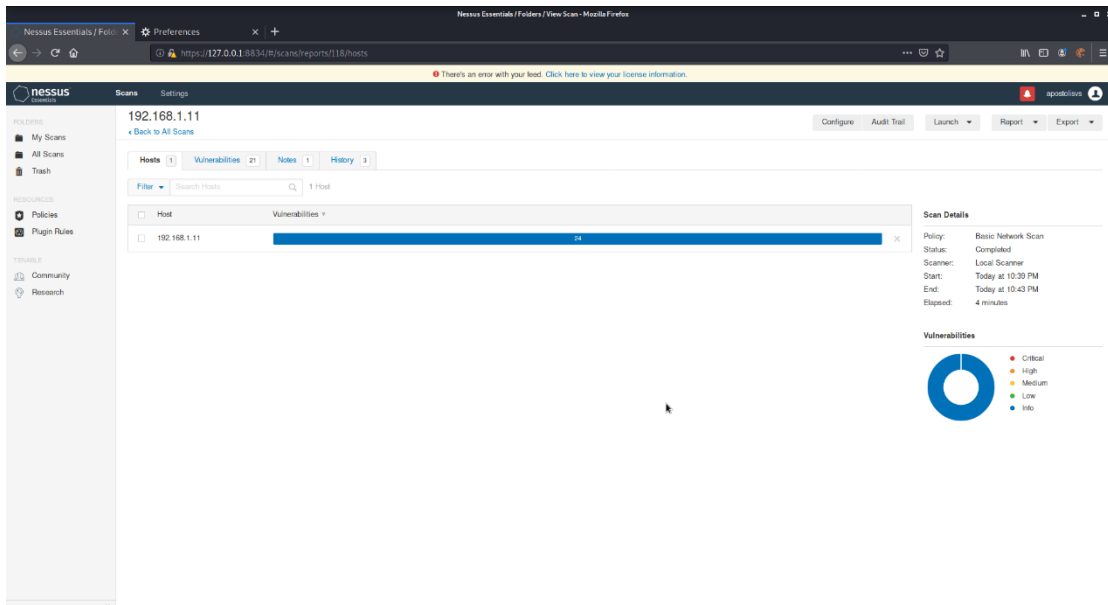 Nessus Essentials / Folders / View Scan - Mozilla Firefox
Nessus Essentials / Fold
Preferences
https://127.0.0.1:8834/#/scans/reports/118/hosts
There's an error with your feed. Click here to view your license information.
nessus Essentials
Scans
Settings
apostolisvs
FOLDERS
My Scans
All Scans
Trash
RESOURCES
Policies
Plugin Rules
TENABLE
Community
Research
192.168.1.11
Back to All Scans
Configure
Audit Trail
Launch
Report
Export
Hosts 1
Vulnerabilities 21
Notes 1
History 3
Filter
Search Hosts
1 Host
Host
Vulnerabilities
192.168.1.11
24
Scan Details
Policy: Basic Network Scan
Status: Completed
Scanner: Local Scanner
Start: Today at 10:39 PM
End: Today at 10:43 PM
Elapsed: 4 minutes
Vulnerabilities
Critical
High
Medium
Low
Info